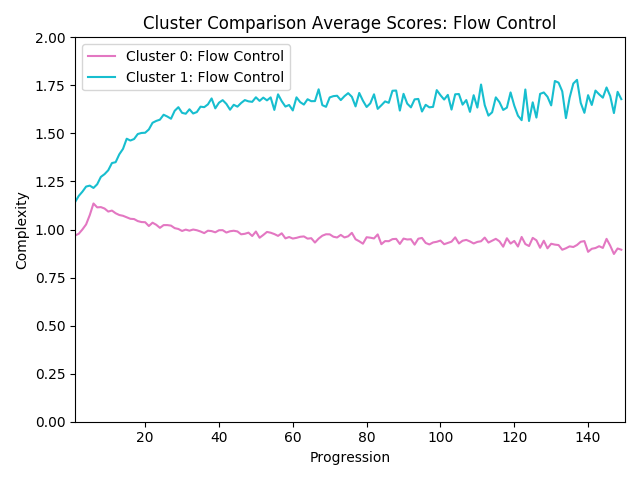 Cluster Comparison Average Scores: Flow Control
2.00
1.75
1.50
1.25
1.00
0.75
0.50
0.25
0.00
Complexity
Cluster 0: Flow Control
Cluster 1: Flow Control
20 40 60 80 100 120 140
Progression